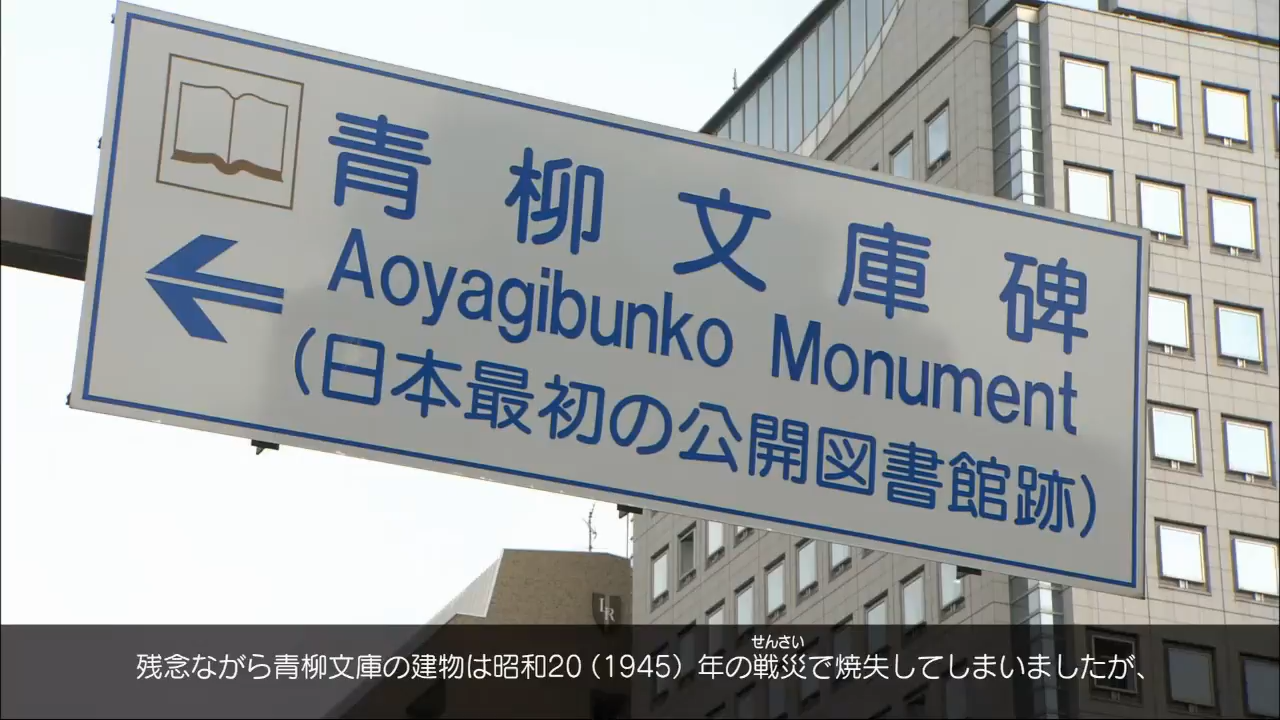 青柳文庫碑
Aoyagibunko Monument
(日本最初の公開図書館跡)
IR
せんさい
残念ながら青柳文庫の建物は昭和20（1945）年の戦災で焼失してしまいましたが、